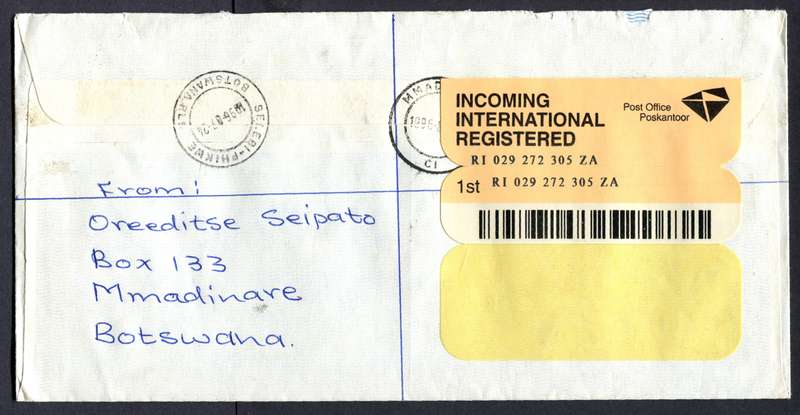 SELEBI-PHIKWE
BOTSWANA
MMAD
INCOMING
INTERNATIONAL
REGISTERED
Post Office
Poskantoor
RI 029 272 305 ZA
1st RI 029 272 305 ZA
From:
Oreeditse Seipato
Box 133
Mmadinare
Botswana.